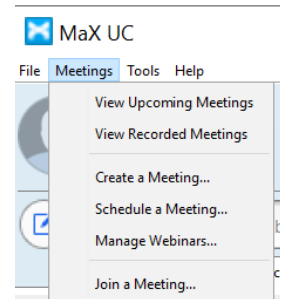 MaX UC
File Meetings Tools Help
View Upcoming Meetings
View Recorded Meetings
Create a Meeting...
Schedule a Meeting...
Manage Webinars...
Join a Meeting...